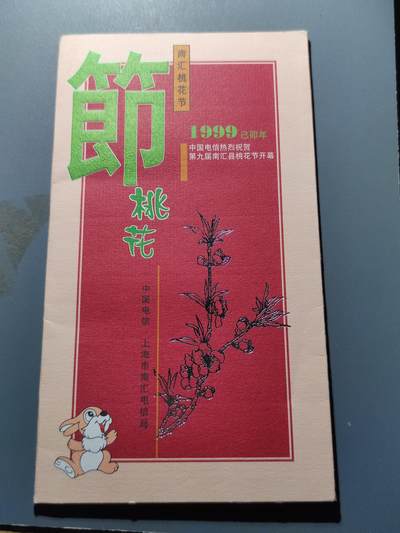 南汇桃花节
節
桃花
1999 己卯年
中国电信热烈祝贺
第九届南汇县桃花节开幕
中国电信 上海市南汇电信局